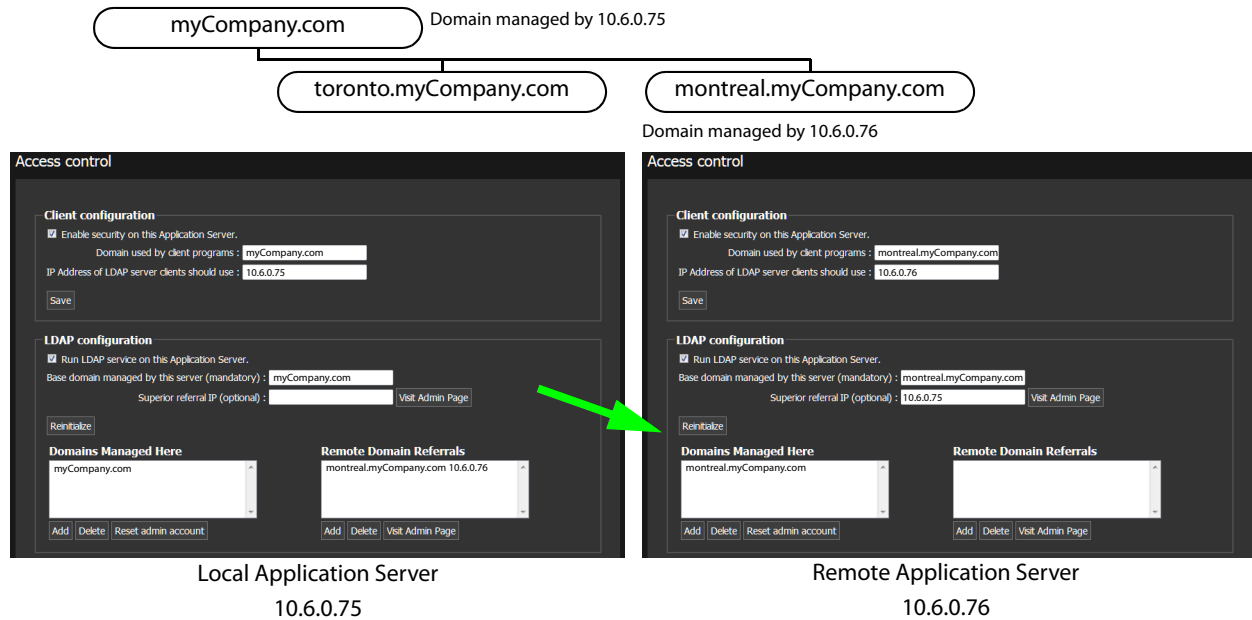 myCompany.com
Domain managed by 10.6.0.75
toronto.myCompany.com
montreal.myCompany.com
Domain managed by 10.6.0.76
Access control
Client configuration
Enable security on this Application Server.
Domain used by client programs : myCompany.com
IP Address of LDAP server clients should use : 10.6.0.75
Save
LDAP configuration
Run LDAP service on this Application Server.
Base domain managed by this server (mandatory) : myCompany.com
Superior referral IP (optional) : Visit Admin Page
Reinitialize
Domains Managed Here Remote Domain Referrals
myCompany.com montreal.myCompany.com 10.6.0.76
Add Delete Reset admin account Add Delete Visit Admin Page
Local Application Server
10.6.0.75
Access control
Client configuration
Enable security on this Application Server.
Domain used by client programs : montreal.myCompany.com
IP Address of LDAP server clients should use : 10.6.0.76
Save
LDAP configuration
Run LDAP service on this Application Server.
Base domain managed by this server (mandatory) : montreal.myCompany.com
Superior referral IP (optional) : 10.6.0.75 Visit Admin Page
Reinitialize
Domains Managed Here Remote Domain Referrals
montreal.myCompany.com
Add Delete Reset admin account Add Delete Visit Admin Page
Remote Application Server
10.6.0.76